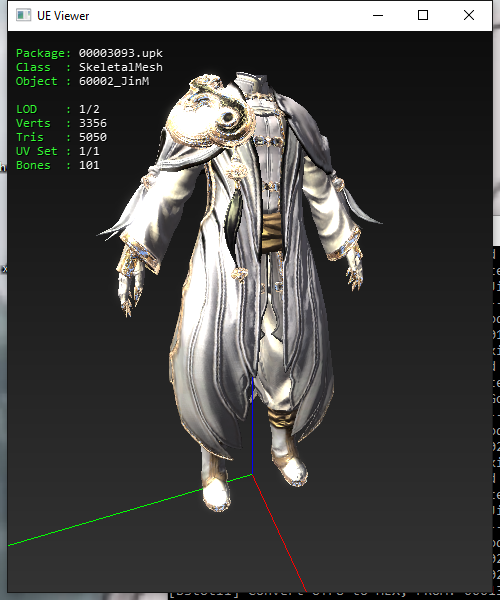 UE Viewer
Package: 00003093.upk
Class : SkeletalMesh
Object : 60002_JinM
LOD : 1/2
Verts : 3356
Tris : 5050
UV Set : 1/1
Bones : 101